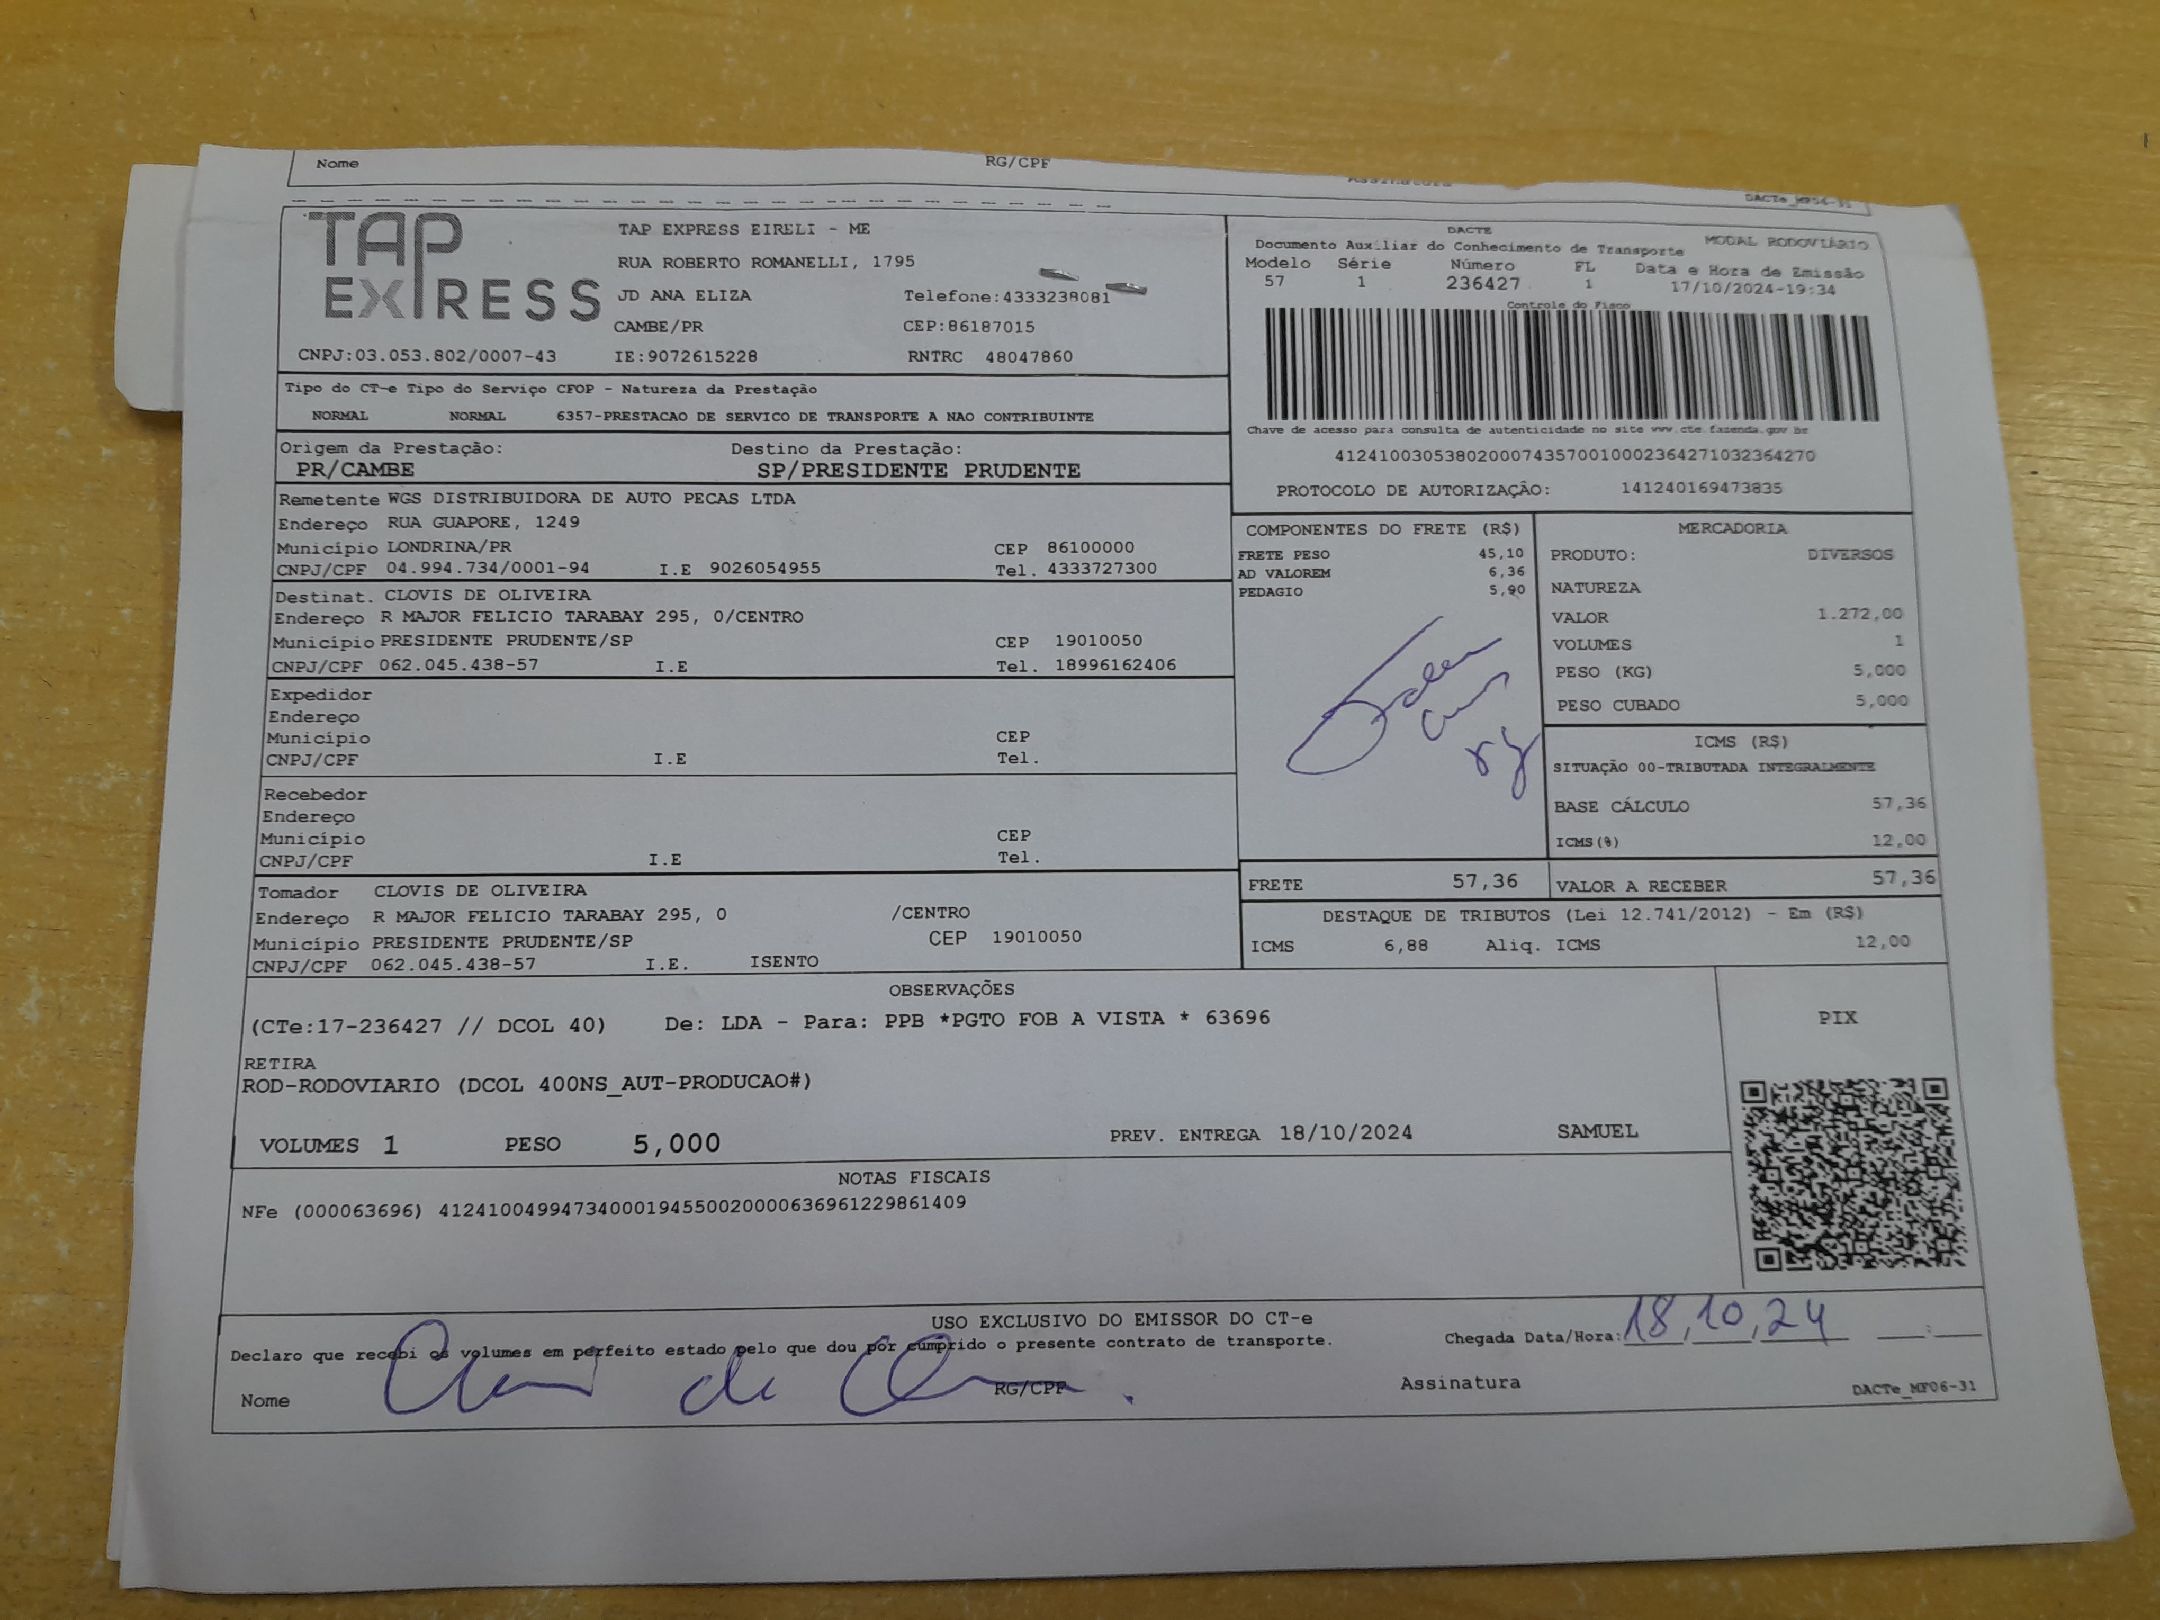 Nome RG/CPF
DACTe_MF06-31
TAP EXPRESS
TAP EXPRESS EIRELI - ME
RUA ROBERTO ROMANELLI, 1795
JD ANA ELIZA Telefone:4333238081
CAMBE/PR CEP:86187015
CNPJ:03.053.802/0007-43 IE:9072615228 RNTRC 48047860
DACTE
Documento Auxiliar do Conhecimento de Transporte MODAL RODOVIÁRIO
Modelo Série Número FL Data e Hora de Emissão
57 1 236427 1 17/10/2024-19:34
Controle do Fisco
Chave de acesso para consulta de autenticidade no site www.cte.fazenda.gov.br
41241003053802000743570010002364271032364270
PROTOCOLO DE AUTORIZAÇÃO: 141240169473835
Tipo do CT-e Tipo do Serviço CFOP - Natureza da Prestação
NORMAL NORMAL 6357-PRESTACAO DE SERVICO DE TRANSPORTE A NAO CONTRIBUINTE
Origem da Prestação: Destino da Prestação:
PR/CAMBE SP/PRESIDENTE PRUDENTE
Remetente WGS DISTRIBUIDORA DE AUTO PECAS LTDA
Endereço RUA GUAPORE, 1249
Município LONDRINA/PR CEP 86100000
CNPJ/CPF 04.994.734/0001-94 I.E 9026054955 Tel. 4333727300
Destinat. CLOVIS DE OLIVEIRA
Endereço R MAJOR FELICIO TARABAY 295, 0/CENTRO
Município PRESIDENTE PRUDENTE/SP CEP 19010050
CNPJ/CPF 062.045.438-57 I.E Tel. 18996162406
Expedidor
Endereço
Município CEP
CNPJ/CPF I.E Tel.
Recebedor
Endereço
Município CEP
CNPJ/CPF I.E Tel.
Tomador CLOVIS DE OLIVEIRA
Endereço R MAJOR FELICIO TARABAY 295, 0 /CENTRO
Município PRESIDENTE PRUDENTE/SP CEP 19010050
CNPJ/CPF 062.045.438-57 I.E. ISENTO
COMPONENTES DO FRETE (R$)
FRETE PESO 45,10
AD VALOREM 6,36
PEDAGIO 5,90
MERCADORIA
PRODUTO: DIVERSOS
NATUREZA
VALOR 1.272,00
VOLUMES 1
PESO (KG) 5,000
PESO CUBADO 5,000
ICMS (R$)
SITUAÇÃO 00-TRIBUTADA INTEGRALMENTE
BASE CÁLCULO 57,36
ICMS(%) 12,00
FRETE 57,36 VALOR A RECEBER 57,36
DESTAQUE DE TRIBUTOS (Lei 12.741/2012) - Em (R$)
ICMS 6,88 Aliq. ICMS 12,00
OBSERVAÇÕES
(CTe:17-236427 // DCOL 40) De: LDA - Para: PPB *PGTO FOB A VISTA * 63696
RETIRA
ROD-RODOVIARIO (DCOL 400NS_AUT-PRODUCAO#)
VOLUMES 1 PESO 5,000 PREV. ENTREGA 18/10/2024 SAMUEL
PIX
NOTAS FISCAIS
NFe (000063696) 41241004994734000194550020000636961229861409
USO EXCLUSIVO DO EMISSOR DO CT-e
Declaro que recebi os volumes em perfeito estado pelo que dou por cumprido o presente contrato de transporte. Chegada Data/Hora: 18,10,24 :
Nome RG/CPF Assinatura DACTe_MF06-31